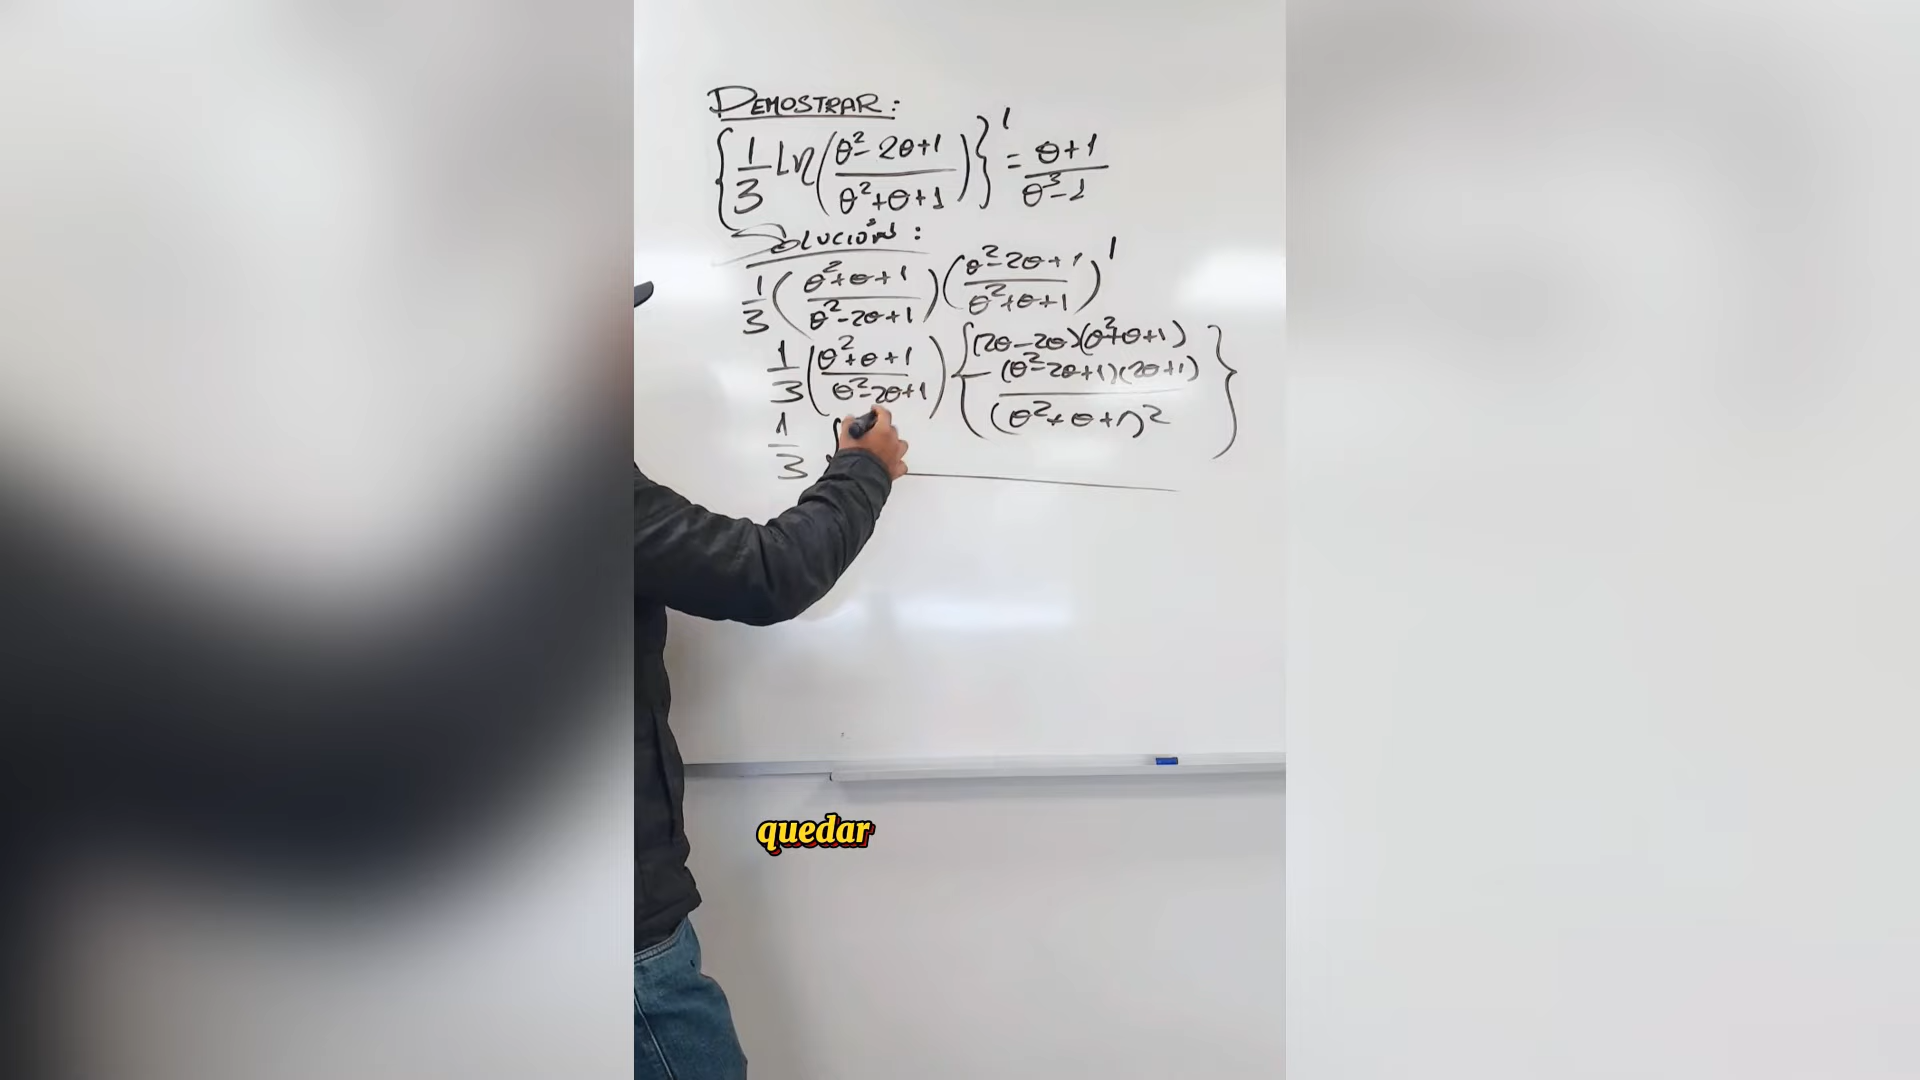 DEMOSTRAR:
{1/3 Ln(θ²-2θ+1/θ²+θ+1)}' = θ+1/θ³-1
SOLUCIÓN:
1/3 (θ²+θ+1/θ²-2θ+1)(θ²-2θ+1/θ²+θ+1)'
1/3 (θ²+θ+1/θ²-2θ+1) {(2θ-2θ)(θ²+θ+1)
-(θ²-2θ+1)(2θ+1)
/(θ²+θ+1)²}
1/3
quedar